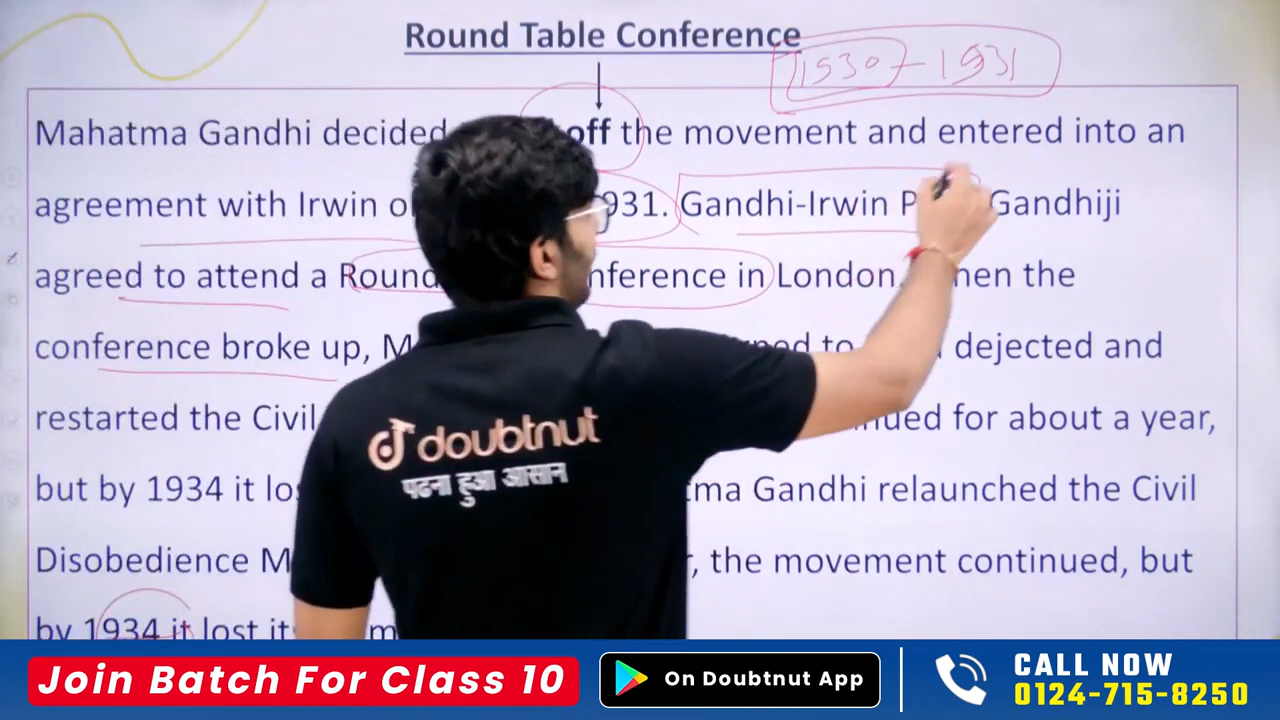 Round Table Conference
1930 - 1931
Mahatma Gandhi decided off the movement and entered into an
agreement with Irwin o 931. Gandhi-Irwin P Gandhiji
agreed to attend a Round nference in London. hen the
conference broke up, M ned to dejected and
restarted the Civil nued for about a year,
but by 1934 it los tma Gandhi relaunched the Civil
Disobedience M r, the movement continued, but
by 1934 it lost its m
doubtnut
पढना हुआ आसान
Join Batch For Class 10
On Doubtnut App
CALL NOW
0124-715-8250